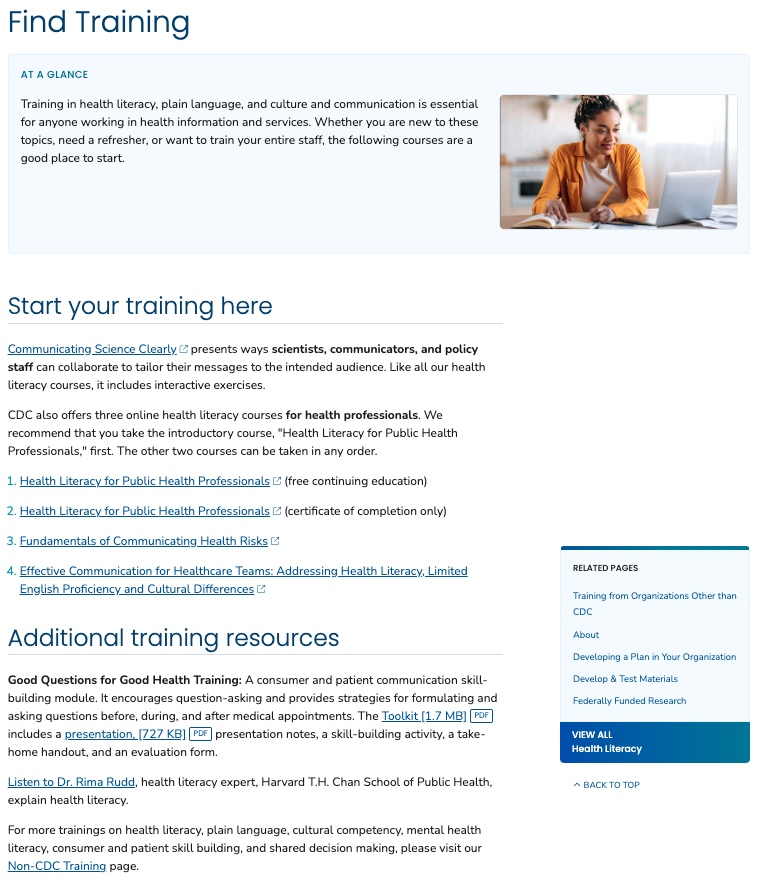 Find Training
AT A GLANCE
Training in health literacy, plain language, and culture and communication is essential
for anyone working in health information and services. Whether you are new to these
topics, need a refresher, or want to train your entire staff, the following courses are a
good place to start.
Start your training here
Communicating Science Clearly presents ways scientists, communicators, and policy
staff can collaborate to tailor their messages to the intended audience. Like all our health
literacy courses, it includes interactive exercises.
CDC also offers three online health literacy courses for health professionals. We
recommend that you take the introductory course, "Health Literacy for Public Health
Professionals," first. The other two courses can be taken in any order.
1. Health Literacy for Public Health Professionals (free continuing education)
2. Health Literacy for Public Health Professionals (certificate of completion only)
3. Fundamentals of Communicating Health Risks
4. Effective Communication for Healthcare Teams: Addressing Health Literacy, Limited
English Proficiency and Cultural Differences
Additional training resources
Good Questions for Good Health Training: A consumer and patient communication skill-
building module. It encourages question-asking and provides strategies for formulating and
asking questions before, during, and after medical appointments. The Toolkit [1.7 MB] PDF
includes a presentation, [727 KB] PDF presentation notes, a skill-building activity, a take-
home handout, and an evaluation form.
Listen to Dr. Rima Rudd, health literacy expert, Harvard T.H. Chan School of Public Health,
explain health literacy.
For more trainings on health literacy, plain language, cultural competency, mental health
literacy, consumer and patient skill building, and shared decision making, please visit our
Non-CDC Training page.
RELATED PAGES
Training from Organizations Other than
CDC
About
Developing a Plan in Your Organization
Develop & Test Materials
Federally Funded Research
VIEW ALL
Health Literacy
BACK TO TOP